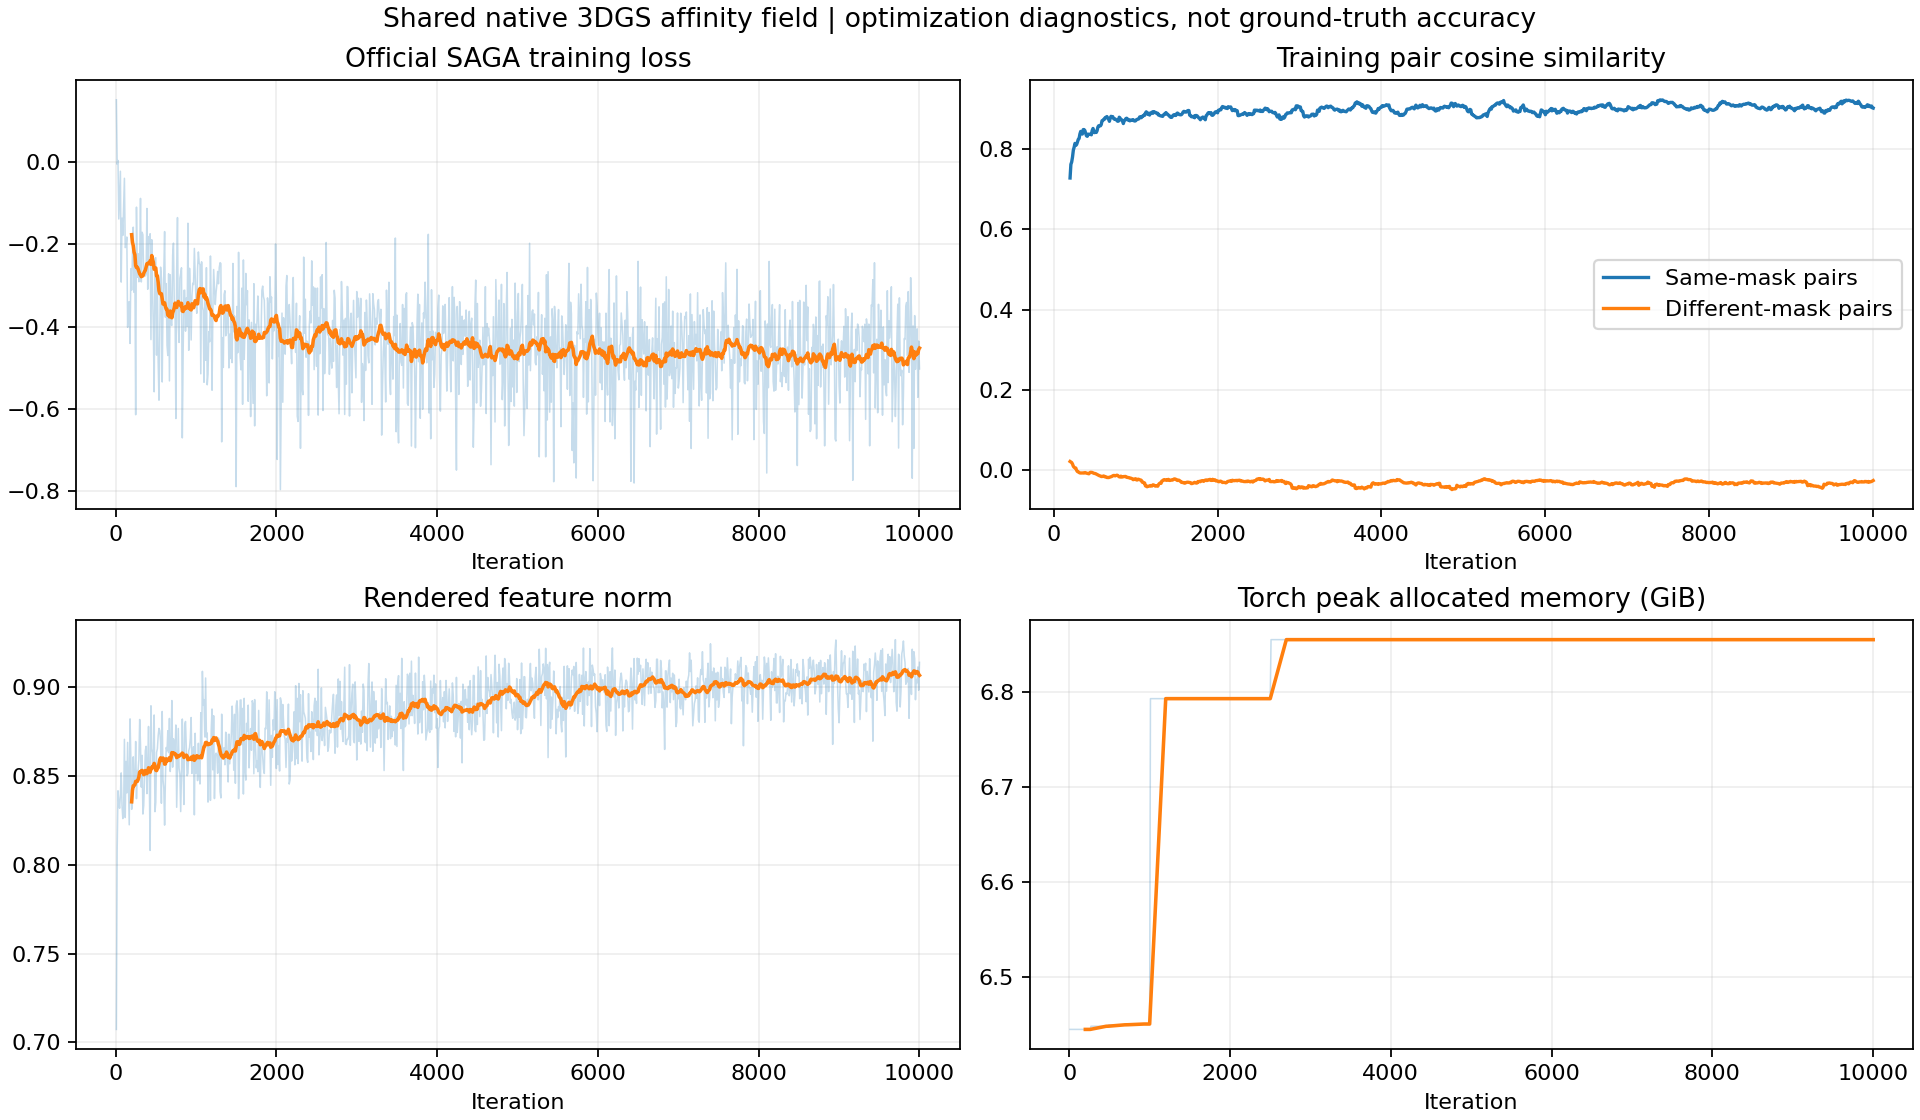 Shared native 3DGS affinity field | optimization diagnostics, not ground-truth accuracy
Official SAGA training loss
0.0
−0.2
−0.4
−0.6
−0.8
0 2000 4000 6000 8000 10000
Iteration
Training pair cosine similarity
0.8
0.6
0.4
0.2
0.0
Same-mask pairs
Different-mask pairs
0 2000 4000 6000 8000 10000
Iteration
Rendered feature norm
0.90
0.85
0.80
0.75
0.70
0 2000 4000 6000 8000 10000
Iteration
Torch peak allocated memory (GiB)
6.8
6.7
6.6
6.5
0 2000 4000 6000 8000 10000
Iteration